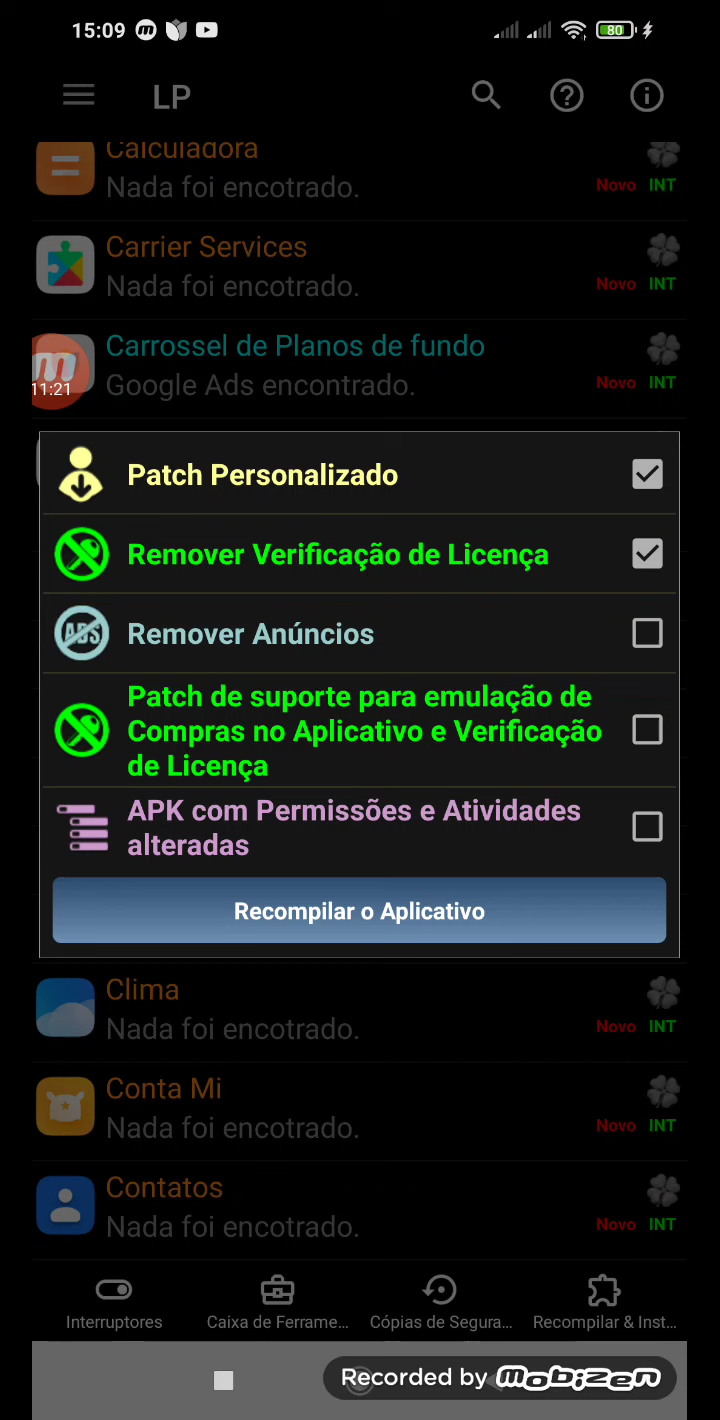 15:09
80
LP
Calculadora
Nada foi encotrado.
Novo INT
Carrier Services
Nada foi encotrado.
Novo INT
Carrossel de Planos de fundo
Google Ads encontrado.
Novo INT
m
11:21
Patch Personalizado
Remover Verificação de Licença
ADS
Remover Anúncios
Patch de suporte para emulação de
Compras no Aplicativo e Verificação
de Licença
APK com Permissões e Atividades
alteradas
Recompilar o Aplicativo
Clima
Nada foi encotrado.
Novo INT
Conta Mi
Nada foi encotrado.
Novo INT
Contatos
Nada foi encotrado.
Novo INT
Interruptores
Caixa de Ferrame...
Cópias de Segura...
Recompilar & Inst...
Recorded by mobizen